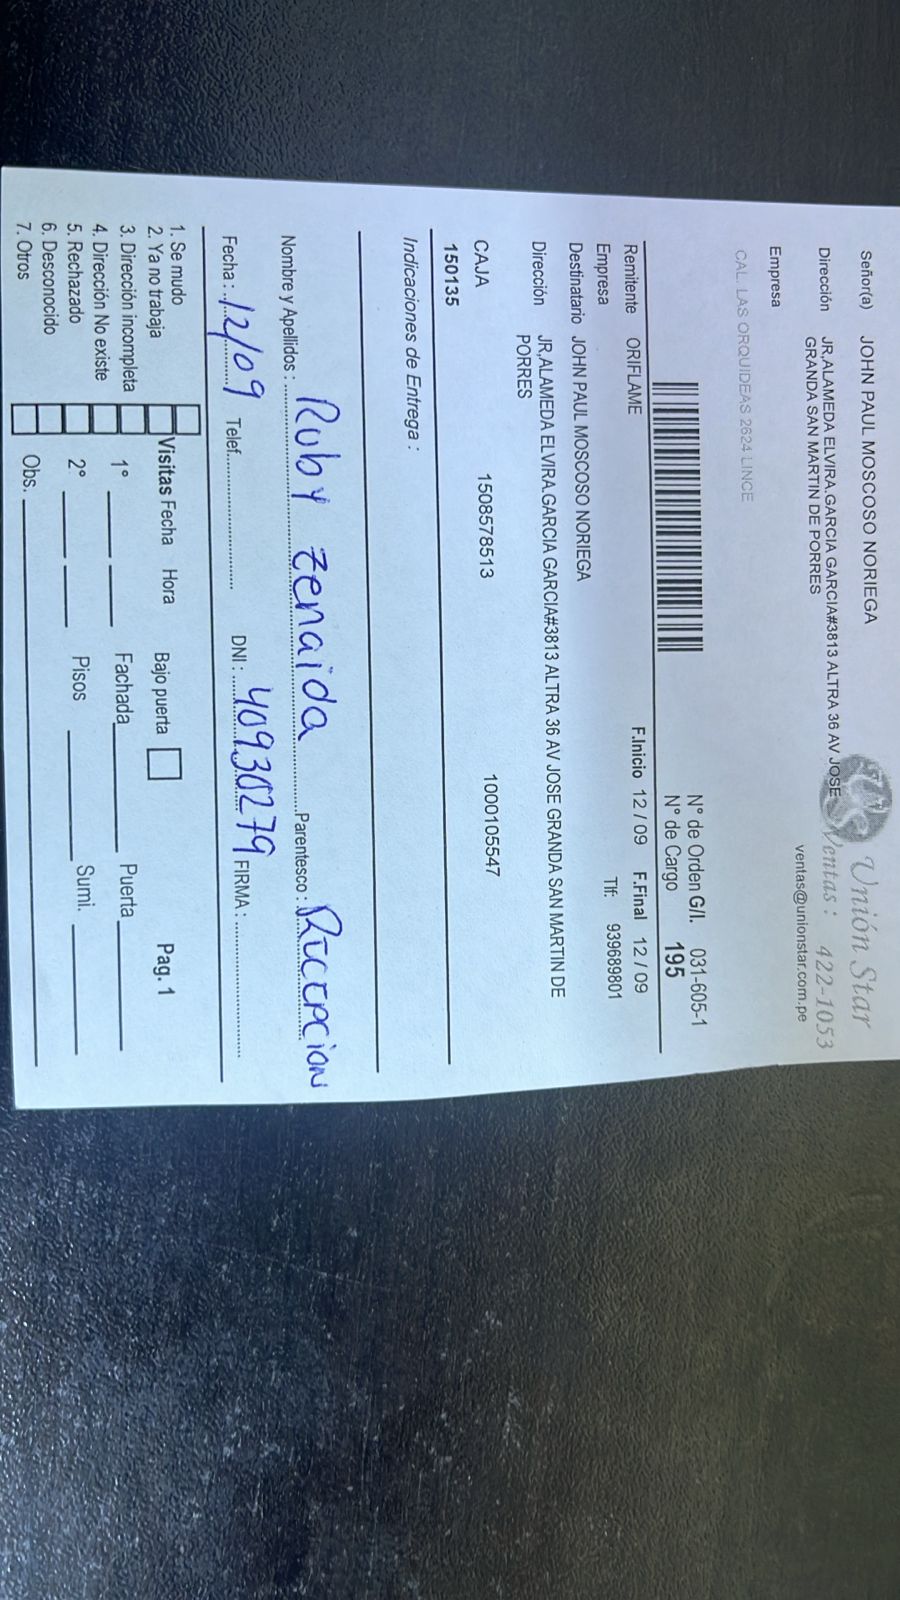 Señor(a) JOHN PAUL MOSCOSO NORIEGA
Unión Star
Ventas: 422-1053
ventas@unionstar.com.pe
Dirección JR,ALAMEDA ELVIRA,GARCIA GARCIA#3813 ALTRA 36 AV JOSE
GRANDA SAN MARTIN DE PORRES
Empresa
CAL. LAS ORQUIDEAS 2624 LINCE
N° de Orden G/I. 031-605-1
N° de Cargo 195
Remitente ORIFLAME F.Inicio 12 / 09 F.Final 12 / 09
Empresa Tlf: 939689801
Destinatario JOHN PAUL MOSCOSO NORIEGA
Dirección JR,ALAMEDA ELVIRA,GARCIA GARCIA#3813 ALTRA 36 AV JOSE GRANDA SAN MARTIN DE
PORRES
CAJA 1508578513 1000105547
150135
Indicaciones de Entrega :
Nombre y Apellidos : Ruby Zenaida Parentesco : Recepcion
Fecha : 12/09 Telef. DNI : 40930279 FIRMA :
1. Se mudo
2. Ya no trabaja
3. Dirección incompleta
4. Dirección No existe
5. Rechazado
6. Desconocido
7. Otros
Visitas Fecha Hora Bajo puerta Pag. 1
1° Fachada Puerta
2° Pisos Sumi.
Obs.